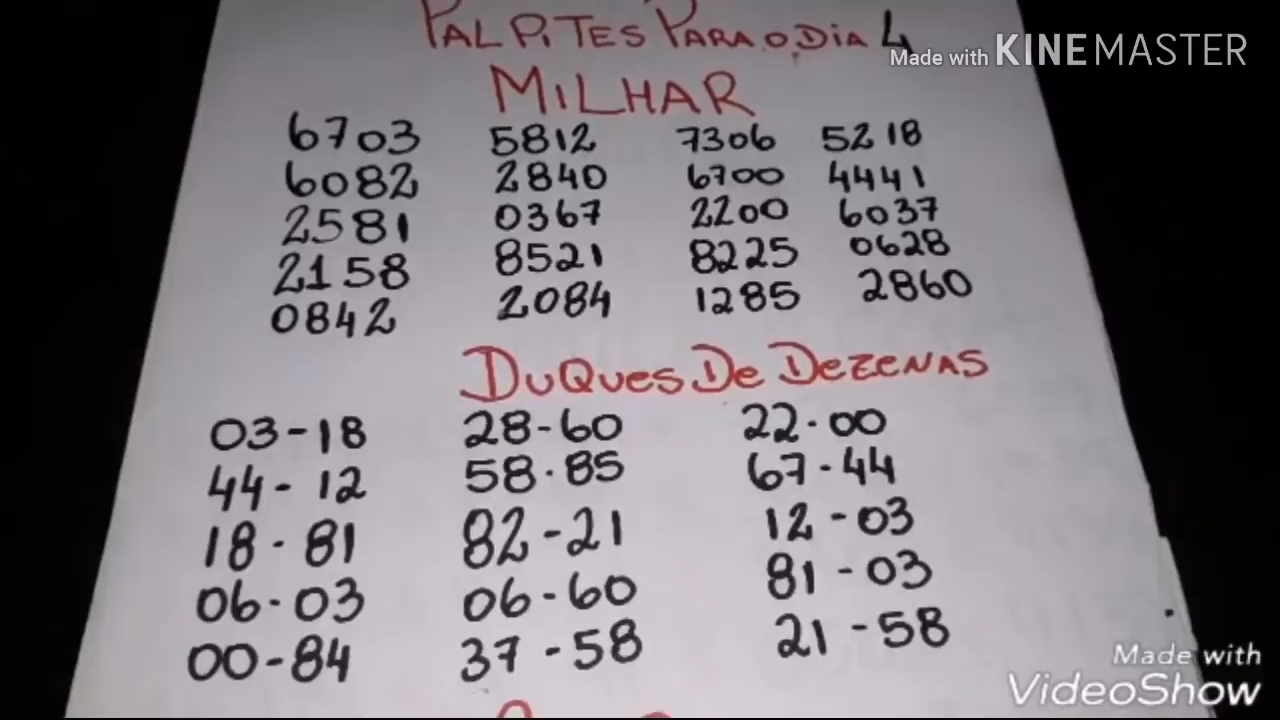 PALPITES PARA O DIA 4
Made with KINEMASTER
MILHAR
6703 5812 7306 5218
6082 2840 6700 4441
2581 0367 2200 6037
2158 8521 8225 0628
0842 2084 1285 2860
DUQUES DE DEZENAS
03-18 28-60 22-00
44-12 58-85 67-44
18-81 82-21 12-03
06-03 06-60 81-03
00-84 37-58 21-58
Made with
VideoShow